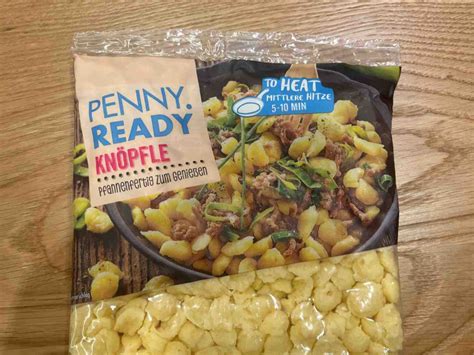 PENNY.
READY
KNÖPFLE
Pfannenfertig zum Genießen
TO HEAT
MITTLERE HITZE
5-10 MIN